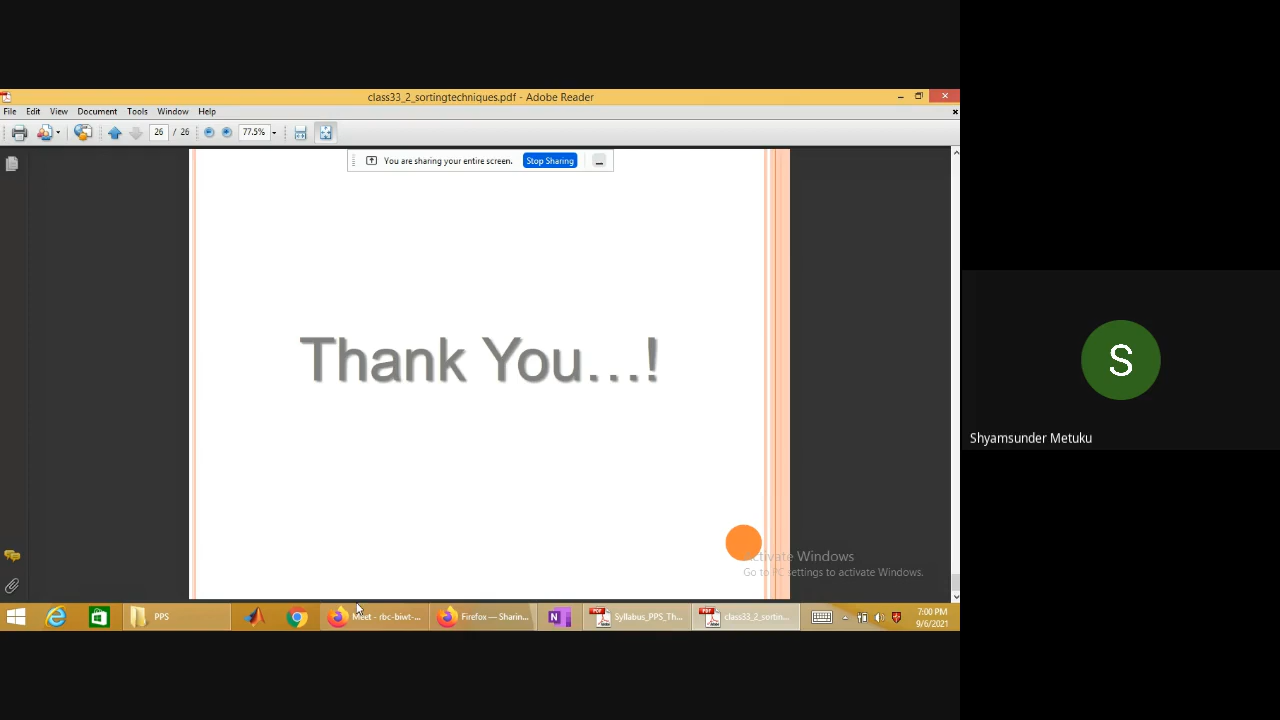 class33_2_sortingtechniques.pdf - Adobe Reader
File Edit View Document Tools Window Help
26 / 26 77.5%
You are sharing your entire screen. Stop Sharing
Thank You...!
S
Shyamsunder Metuku
Activate Windows
Go to PC settings to activate Windows.
PPS Meet - rbc-biwt-... Firefox — Sharin... N Syllabus_PPS_Th... class33_2_sortin... 7:00 PM
9/6/2021